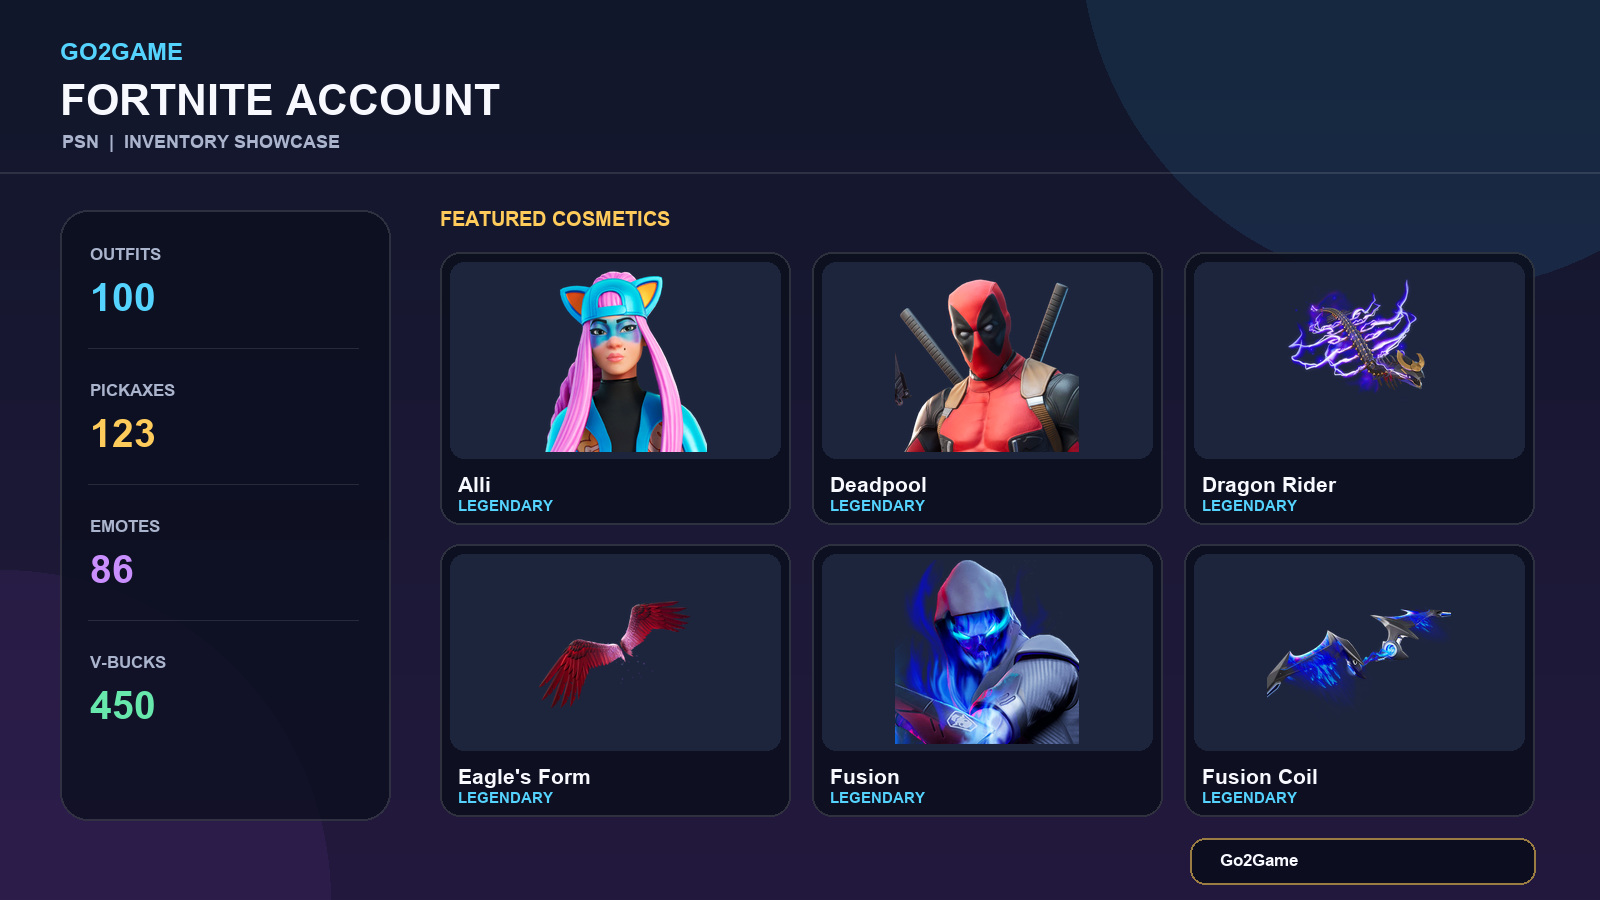 GO2GAME
FORTNITE ACCOUNT
PSN | INVENTORY SHOWCASE
OUTFITS
100
PICKAXES
123
EMOTES
86
V-BUCKS
450
FEATURED COSMETICS
Alli
LEGENDARY
Deadpool
LEGENDARY
Dragon Rider
LEGENDARY
Eagle's Form
LEGENDARY
Fusion
LEGENDARY
Fusion Coil
LEGENDARY
Go2Game